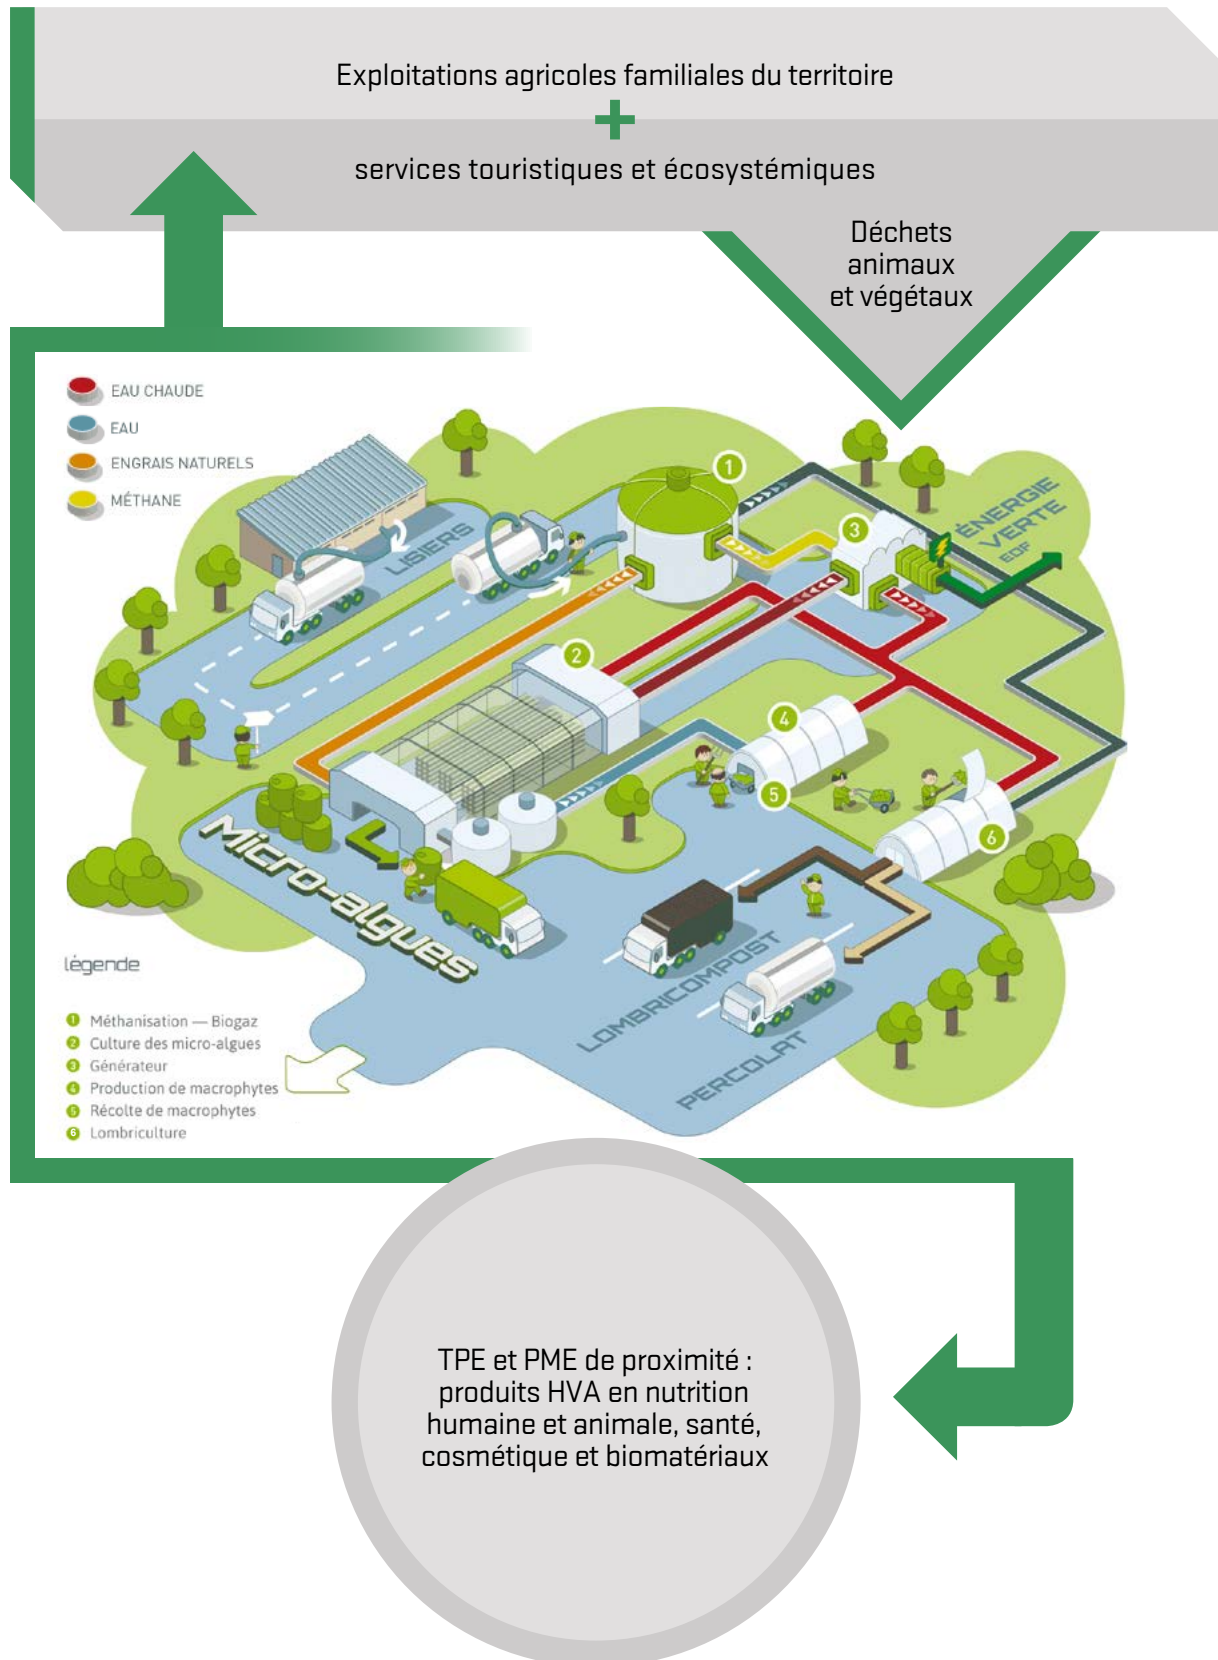 Exploitations agricoles familiales du territoire
+
services touristiques et écosystémiques
Déchets
animaux
et végétaux
EAU CHAUDE
EAU
ENGRAIS NATURELS
MÉTHANE
LISIERS
1
3
ÉNERGIE
VERTE
EDF
2
4
5
6
Micro-algues
LOMBRICOMPOST
PERCOLAT
légende
1 Méthanisation — Biogaz
2 Culture des micro-algues
3 Générateur
4 Production de macrophytes
5 Récolte de macrophytes
6 Lombriculture
TPE et PME de proximité :
produits HVA en nutrition
humaine et animale, santé,
cosmétique et biomatériaux